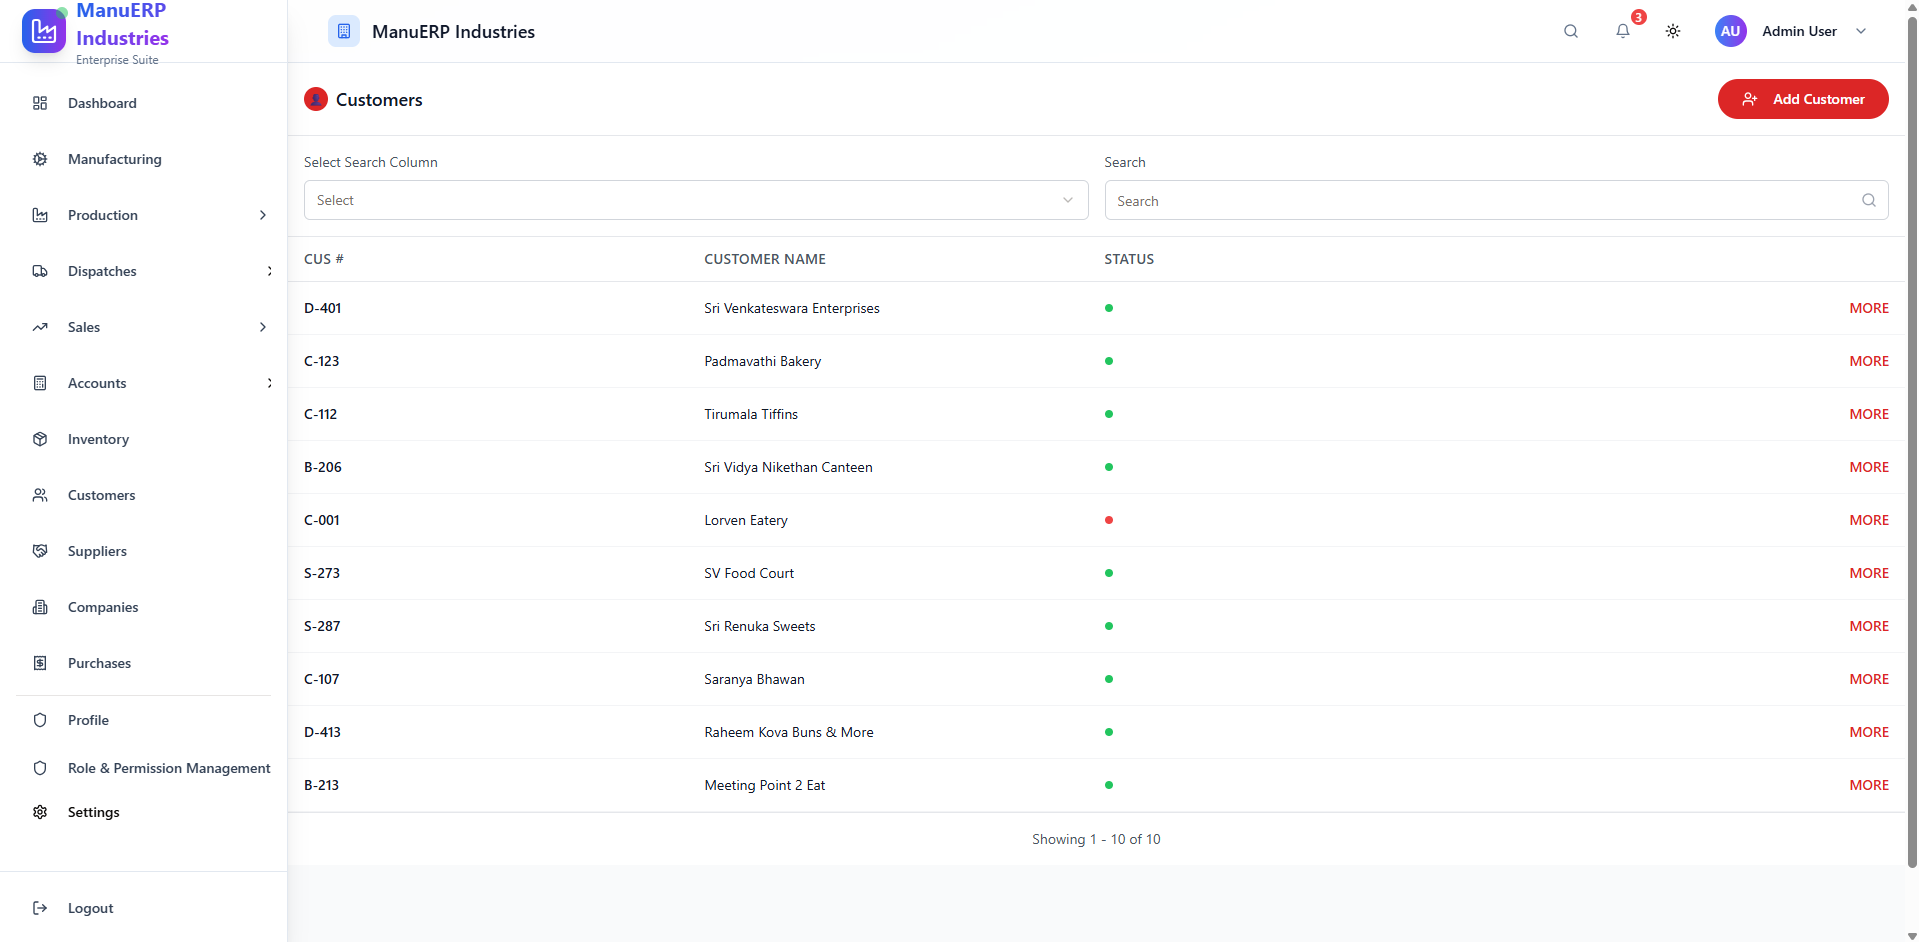 ManuERP
Industries
Enterprise Suite
ManuERP Industries
3
AU
Admin User
Dashboard
Manufacturing
Production
Dispatches
Sales
Accounts
Inventory
Customers
Suppliers
Companies
Purchases
Profile
Role & Permission Management
Settings
Logout
Customers
Add Customer
Select Search Column
Search
Select
Search
CUS # CUSTOMER NAME STATUS
D-401 Sri Venkateswara Enterprises MORE
C-123 Padmavathi Bakery MORE
C-112 Tirumala Tiffins MORE
B-206 Sri Vidya Nikethan Canteen MORE
C-001 Lorven Eatery MORE
S-273 SV Food Court MORE
S-287 Sri Renuka Sweets MORE
C-107 Saranya Bhawan MORE
D-413 Raheem Kova Buns & More MORE
B-213 Meeting Point 2 Eat MORE
Showing 1 - 10 of 10